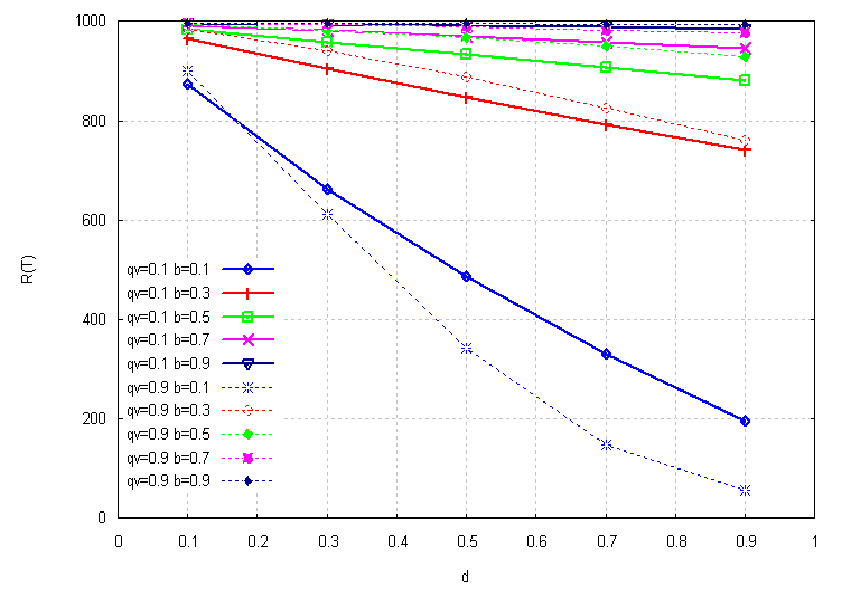 1000
800
600
400
200
0
R(T)
qv=0.1 b=0.1
qv=0.1 b=0.3
qv=0.1 b=0.5
qv=0.1 b=0.7
qv=0.1 b=0.9
qv=0.9 b=0.1
qv=0.9 b=0.3
qv=0.9 b=0.5
qv=0.9 b=0.7
qv=0.9 b=0.9
0 0.1 0.2 0.3 0.4 0.5 0.6 0.7 0.8 0.9 1
d